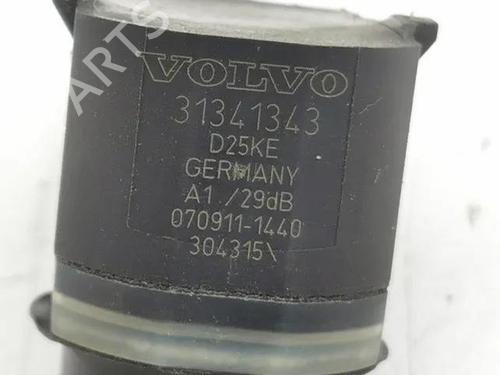 VOLVO
31341343
D25KE
GERMANY
A1 /29dB
070911-1440
304315\
ARTS